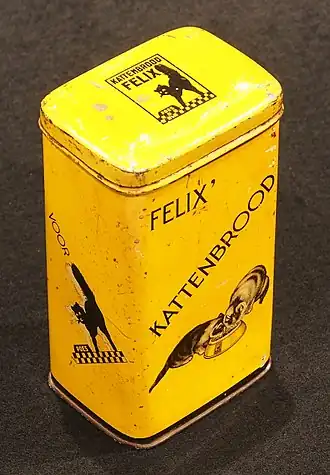 KATTENBROOD
FELIX
FELIX'
KATTENBROOD
VOOR